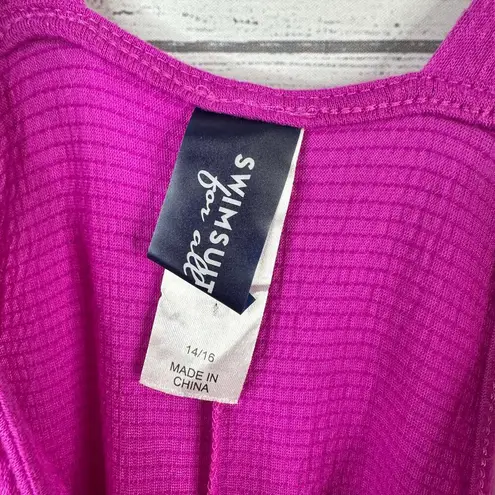 SWIMSUIT
for all
14/16
MADE IN
CHINA